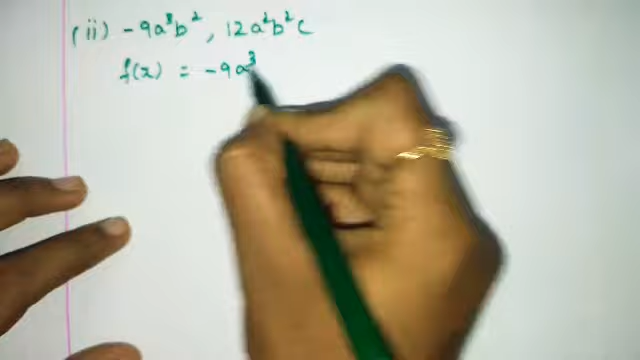 (ii) -9a³b², 12a²b²c
f(x) = -9a³